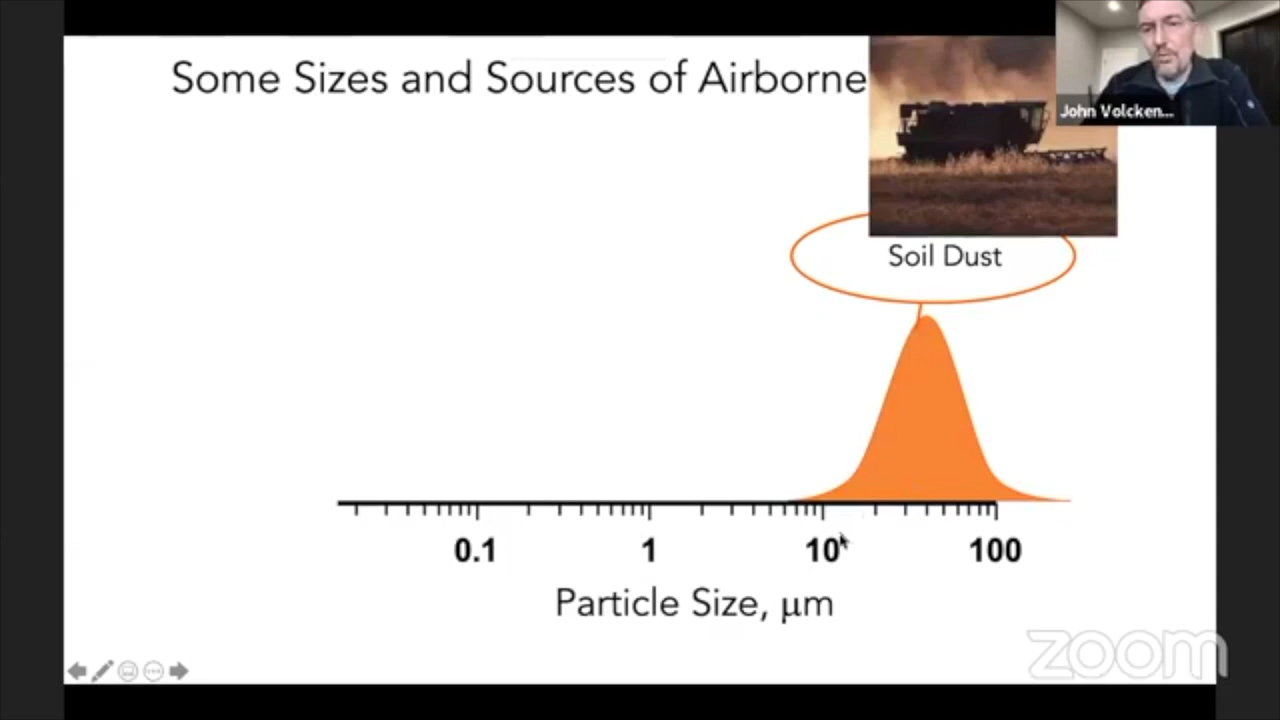 Some Sizes and Sources of Airborne
John Volcken...
Soil Dust
0.1 1 10 100
Particle Size, μm
zoom